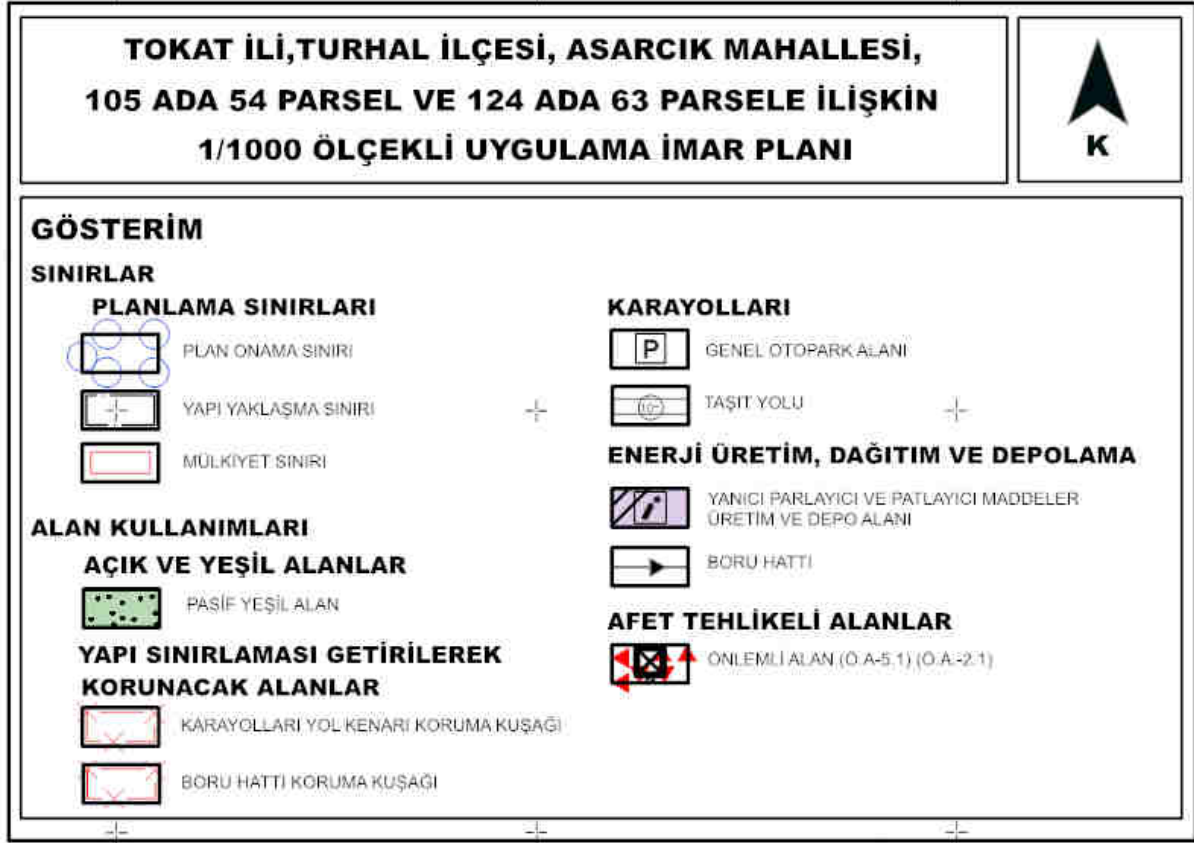 TOKAT İLİ,TURHAL İLÇESİ, ASARCIK MAHALLESİ,
105 ADA 54 PARSEL VE 124 ADA 63 PARSELE İLİŞKİN
1/1000 ÖLÇEKLİ UYGULAMA İMAR PLANI
K
GÖSTERİM
SINIRLAR
PLANLAMA SINIRLARI
PLAN ONAMA SINIRI
YAPI YAKLAŞMA SINIRI
MÜLKİYET SINIRI
ALAN KULLANIMLARI
AÇIK VE YEŞİL ALANLAR
PASİF YEŞİL ALAN
YAPI SINIRLAMASI GETİRİLEREK
KORUNACAK ALANLAR
KARAYOLLARI YOL KENARI KORUMA KUŞAĞI
BORU HATTI KORUMA KUŞAĞI
KARAYOLLARI
P
GENEL OTOPARK ALANI
TAŞIT YOLU
ENERJİ ÜRETİM, DAĞITIM VE DEPOLAMA
i
YANICI PARLAYICI VE PATLAYICI MADDELER
ÜRETİM VE DEPO ALANI
BORU HATTI
AFET TEHLİKELİ ALANLAR
ÖNLEMLİ ALAN (Ö.A-5.1) (Ö.A.-2.1)